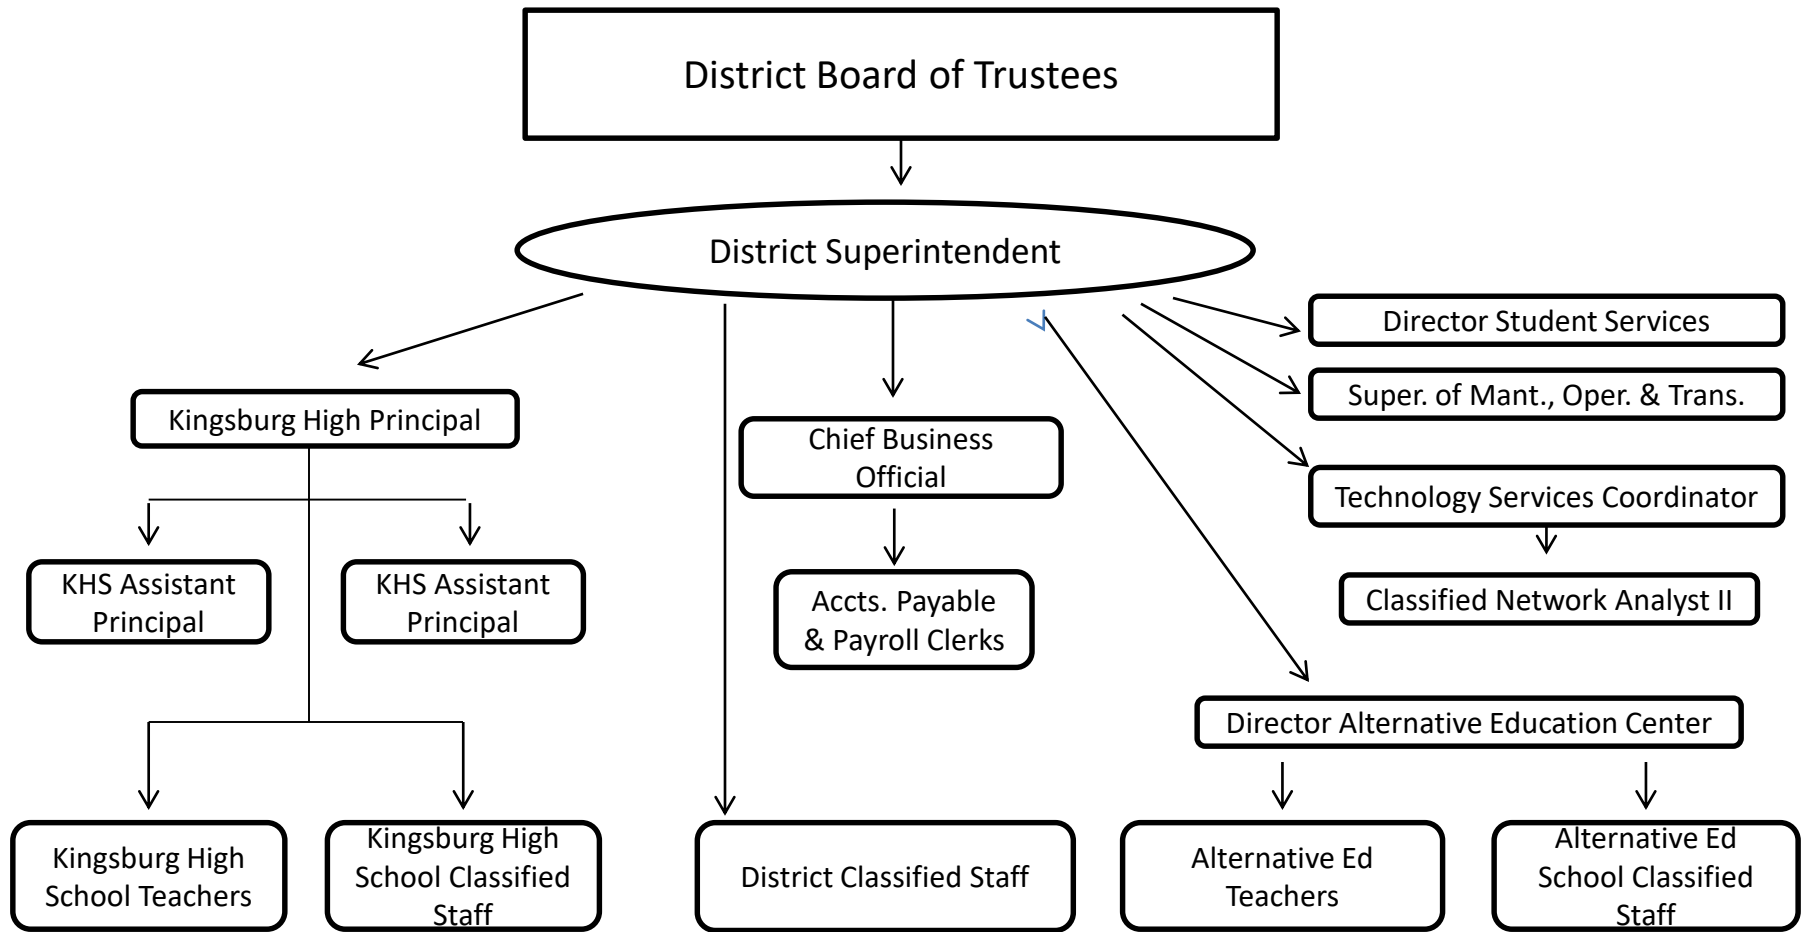 District Board of Trustees
District Superintendent
Director Student Services
Super. of Mant., Oper. & Trans.
Kingsburg High Principal
Chief Business
Official
Technology Services Coordinator
KHS Assistant
Principal
KHS Assistant
Principal
Accts. Payable
& Payroll Clerks
Classified Network Analyst II
Director Alternative Education Center
Kingsburg High
School Teachers
Kingsburg High
School Classified
Staff
District Classified Staff
Alternative Ed
Teachers
Alternative Ed
School Classified
Staff